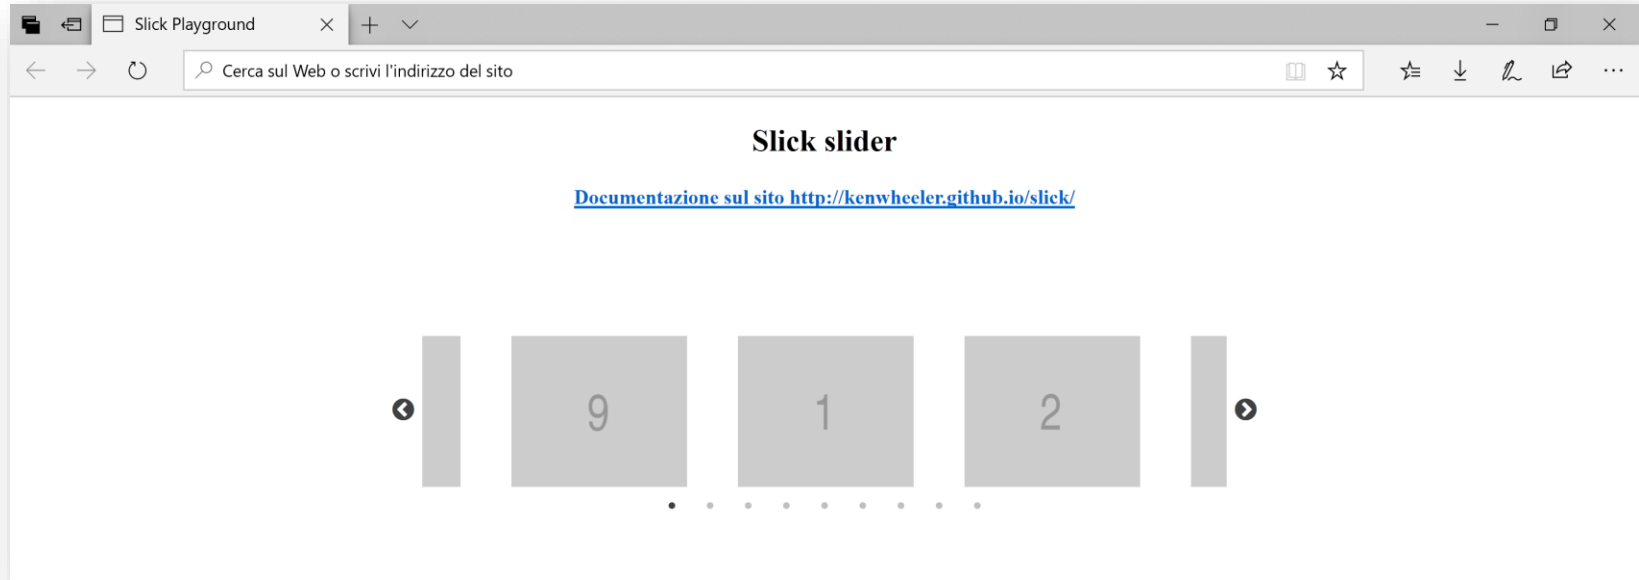 Slick Playground
Cerca sul Web o scrivi l'indirizzo del sito
Slick slider
Documentazione sul sito http://kenwheeler.github.io/slick/
9 1 2